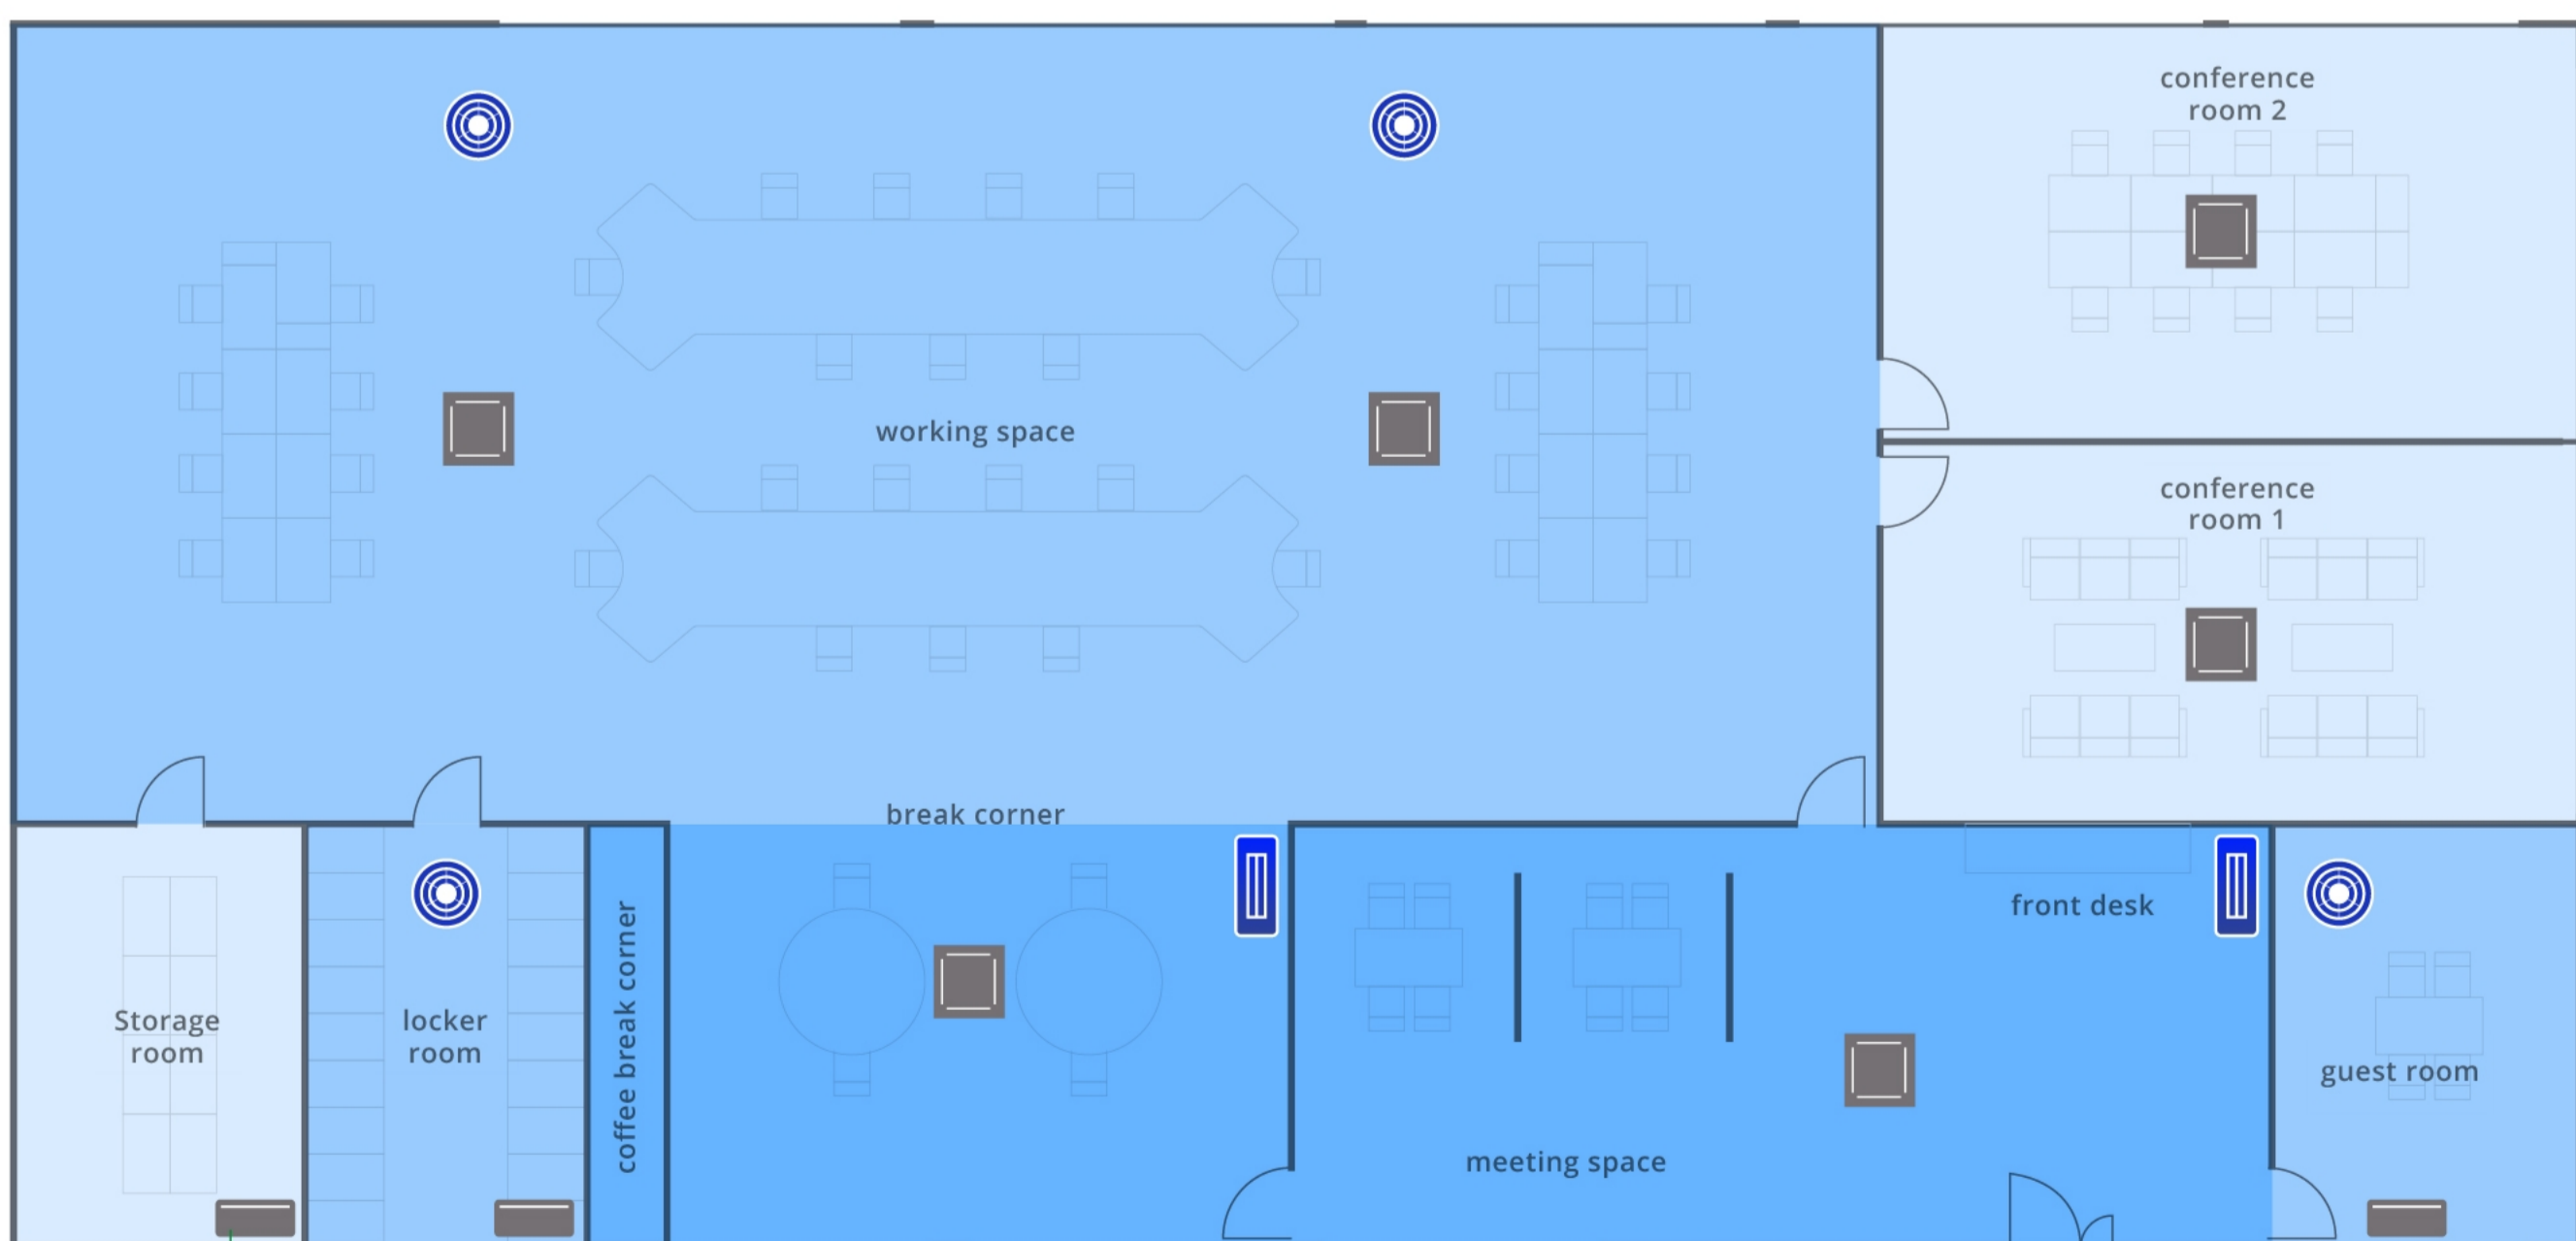 conference
room 2
working space
conference
room 1
break corner
front desk
coffee break corner
Storage
room
locker
room
guest room
meeting space